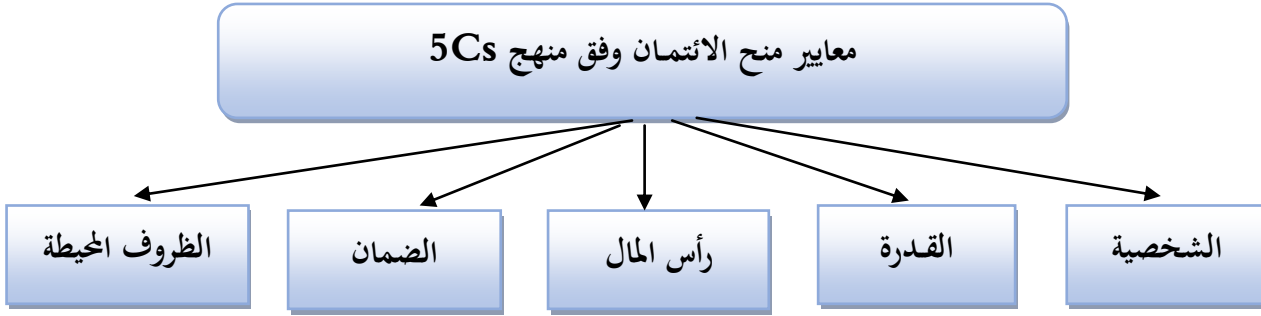 معايير منح الائتمان وفق منهج 5Cs
الشخصية
القدرة
رأس المال
الضمان
الظروف المحيطة